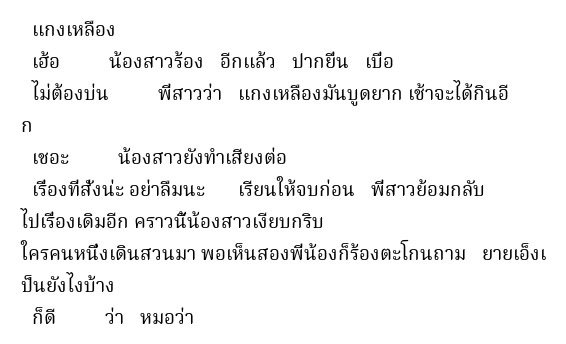 แกงเหลือง
เฮ้อ น้องสาวร้อง อีกแล้ว ปากยื่น เบื่อ
ไม่ต้องบ่น พี่สาวว่า แกงเหลืองมันบูดยาก เช้าจะได้กินอี
ก
เชอะ น้องสาวยังทำเสียงต่อ
เรื่องที่สั่งน่ะ อย่าลืมนะ เรียนให้จบก่อน พี่สาวย้อมกลับ
ไปเรื่องเดิมอีก คราวนี้น้องสาวเงียบกริบ
ใครคนหนึ่งเดินสวนมา พอเห็นสองพี่น้องก็ร้องตะโกนถาม ยายเอ็งเ
ป็นยังไงบ้าง
ก็ดี ว่า หมอว่า